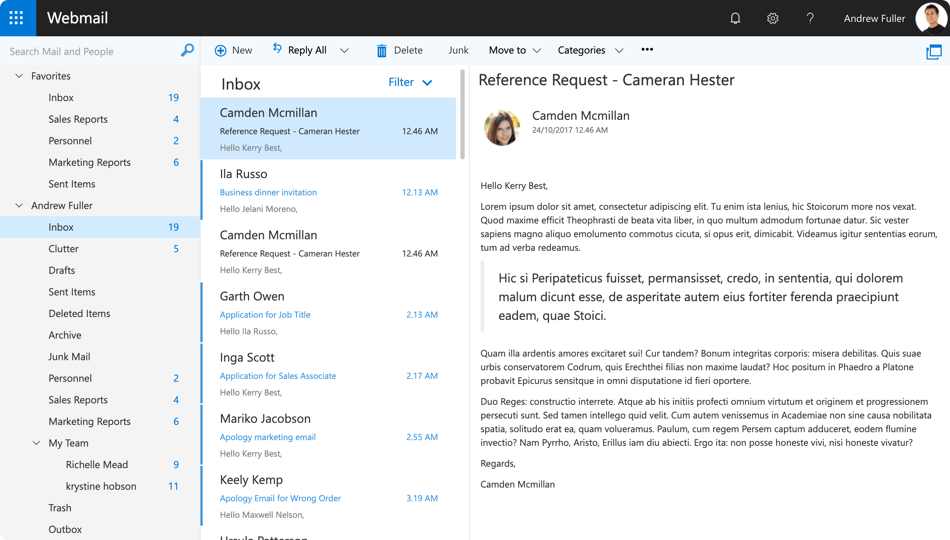 Webmail
?
Andrew Fuller
Search Mail and People
New
Reply All
Delete
Junk
Move to
Categories
•••
Favorites
Inbox 19
Sales Reports 4
Personnel 2
Marketing Reports 6
Sent Items
Andrew Fuller
Inbox 19
Clutter 5
Drafts
Sent Items
Deleted Items
Archive
Junk Mail
Personnel 2
Sales Reports 4
Marketing Reports 6
My Team
Richelle Mead 9
krystine hobson 11
Trash
Outbox
Inbox Filter
Camden Mcmillan
Reference Request - Cameran Hester 12.46 AM
Hello Kerry Best,
Ila Russo
Business dinner invitation 12.13 AM
Hello Jelani Moreno,
Camden Mcmillan
Reference Request - Cameran Hester 12.46 AM
Hello Kerry Best,
Garth Owen
Application for Job Title 2.13 AM
Hello Ila Russo,
Inga Scott
Application for Sales Associate 2.17 AM
Hello Kerry Best,
Mariko Jacobson
Apology marketing email 2.55 AM
Hello Kerry Best,
Keely Kemp
Apology Email for Wrong Order 3.19 AM
Hello Maxwell Nelson,
Reference Request - Cameran Hester
Camden Mcmillan
24/10/2017 12.46 AM
Hello Kerry Best,
Lorem ipsum dolor sit amet, consectetur adipiscing elit. Tu enim ista lenius, hic Stoicorum more nos vexat.
Quod maxime efficit Theophrasti de beata vita liber, in quo multum admodum fortunae datur. Sic vester
sapiens magno aliquo emolumento commotus cicuta, si opus erit, dimicabit. Videamus igitur sententias eorum,
tum ad verba redeamus.
Hic si Peripateticus fuisset, permansisset, credo, in sententia, qui dolorem
malum dicunt esse, de asperitate autem eius fortiter ferenda praecipiunt
eadem, quae Stoici.
Quam illa ardentis amores excitaret sui! Cur tandem? Bonum integritas corporis: misera debilitas. Quis suae
urbis conservatorem Codrum, quis Erechthei filias non maxime laudat? Hoc positum in Phaedro a Platone
probavit Epicurus sensitque in omni disputatione id fieri oportere.
Duo Reges: constructio interrete. Atque ab his initiis profecti omnium virtutum et originem et progressionem
persecuti sunt. Sed tamen intellego quid velit. Cum autem venissemus in Academiae non sine causa nobilitata
spatia, solitudo erat ea, quam volueramus. Paulum, cum regem Persem captum adduceret, eodem flumine
invectio? Nam Pyrrho, Aristo, Erillus iam diu abiecti. Ergo ita: non posse honeste vivi, nisi honeste vivatur?
Regards,
Camden Mcmillan